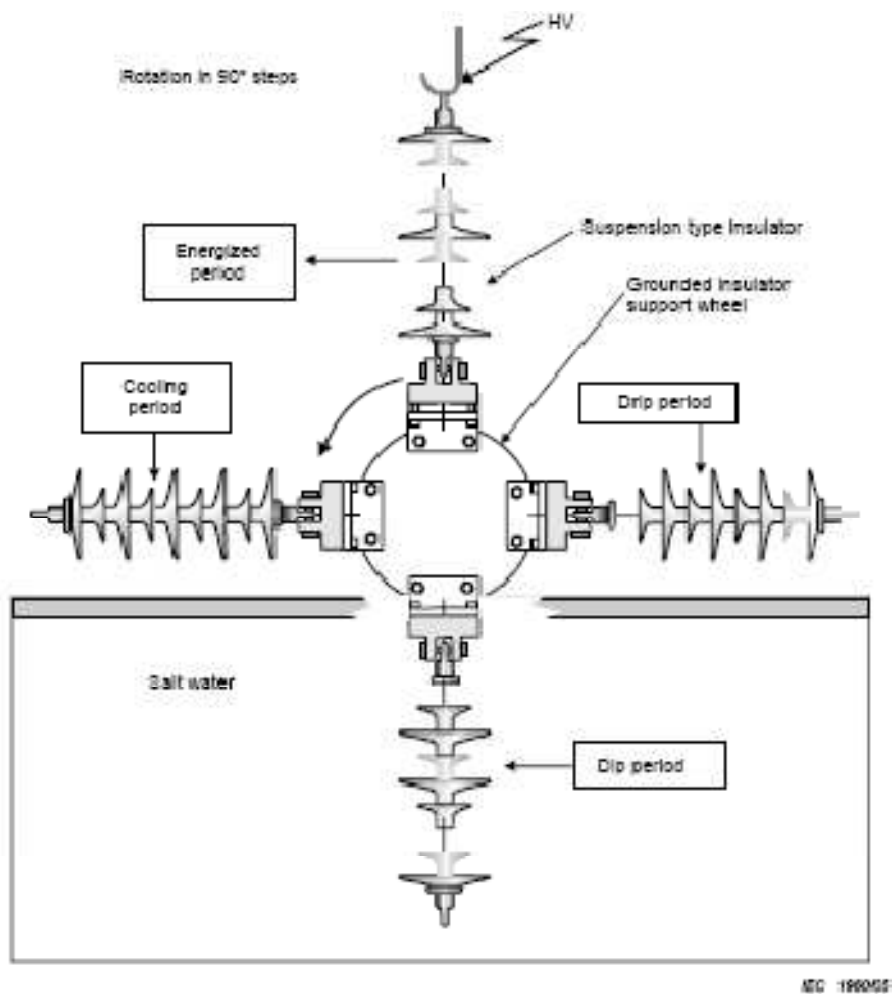 HV
Rotation in 90° steps
Suspension type insulator
Energized
period
Grounded insulator
support wheel
Cooling
period
Drip period
Salt water
Dip period
IEC